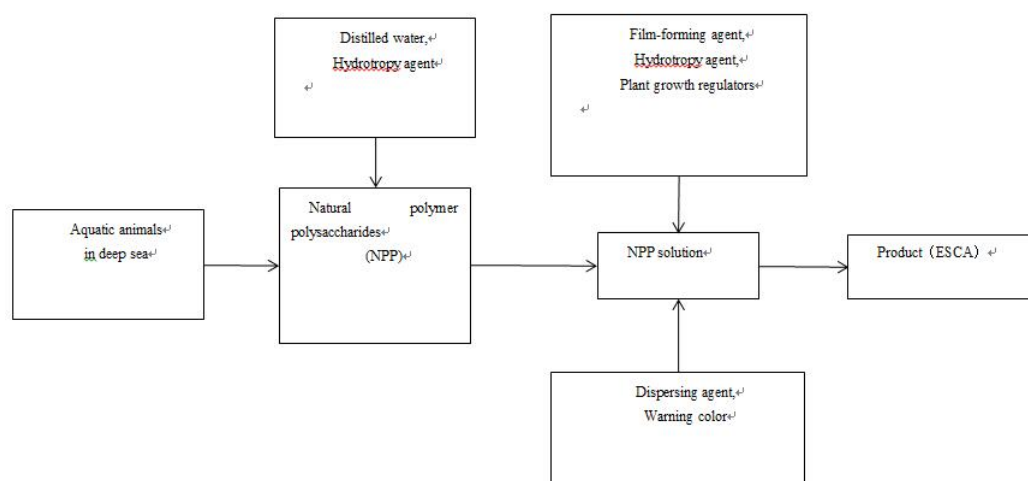 Distilled water,↵
Hydrotropy agent↵
↵
Film-forming agent,↵
Hydrotropy agent,↵
Plant growth regulators↵
↵
Aquatic animals↵
in deep sea↵
Natural polymer
polysaccharides
(NPP)↵
NPP solution↵
Product（ESCA）↵
Dispersing agent,↵
Warning color↵